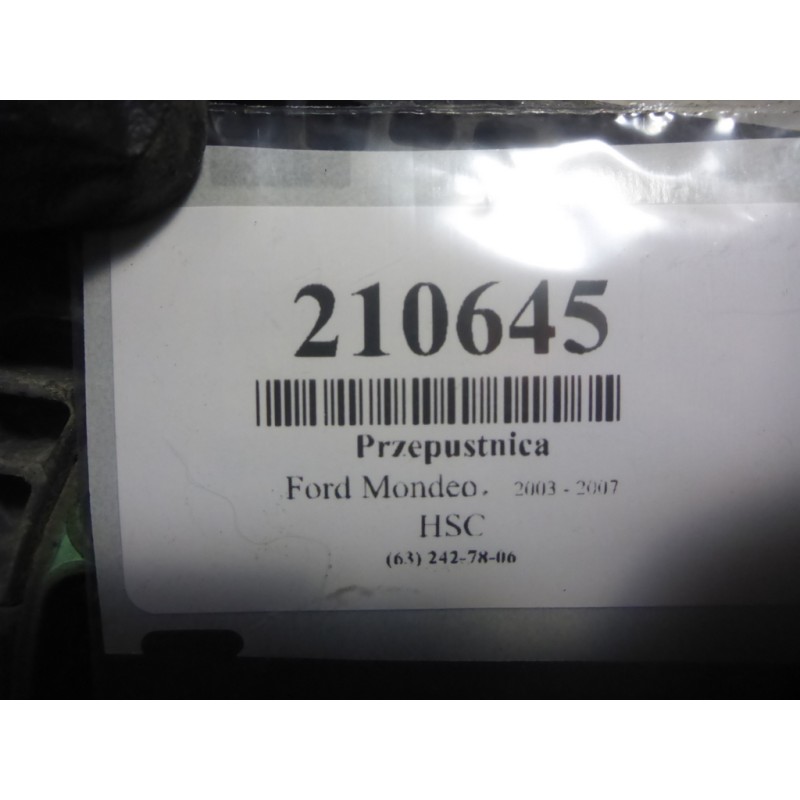 210645
Przepustnica
Ford Mondeo. 2003 - 2007
HSC
(63) 242-78-06